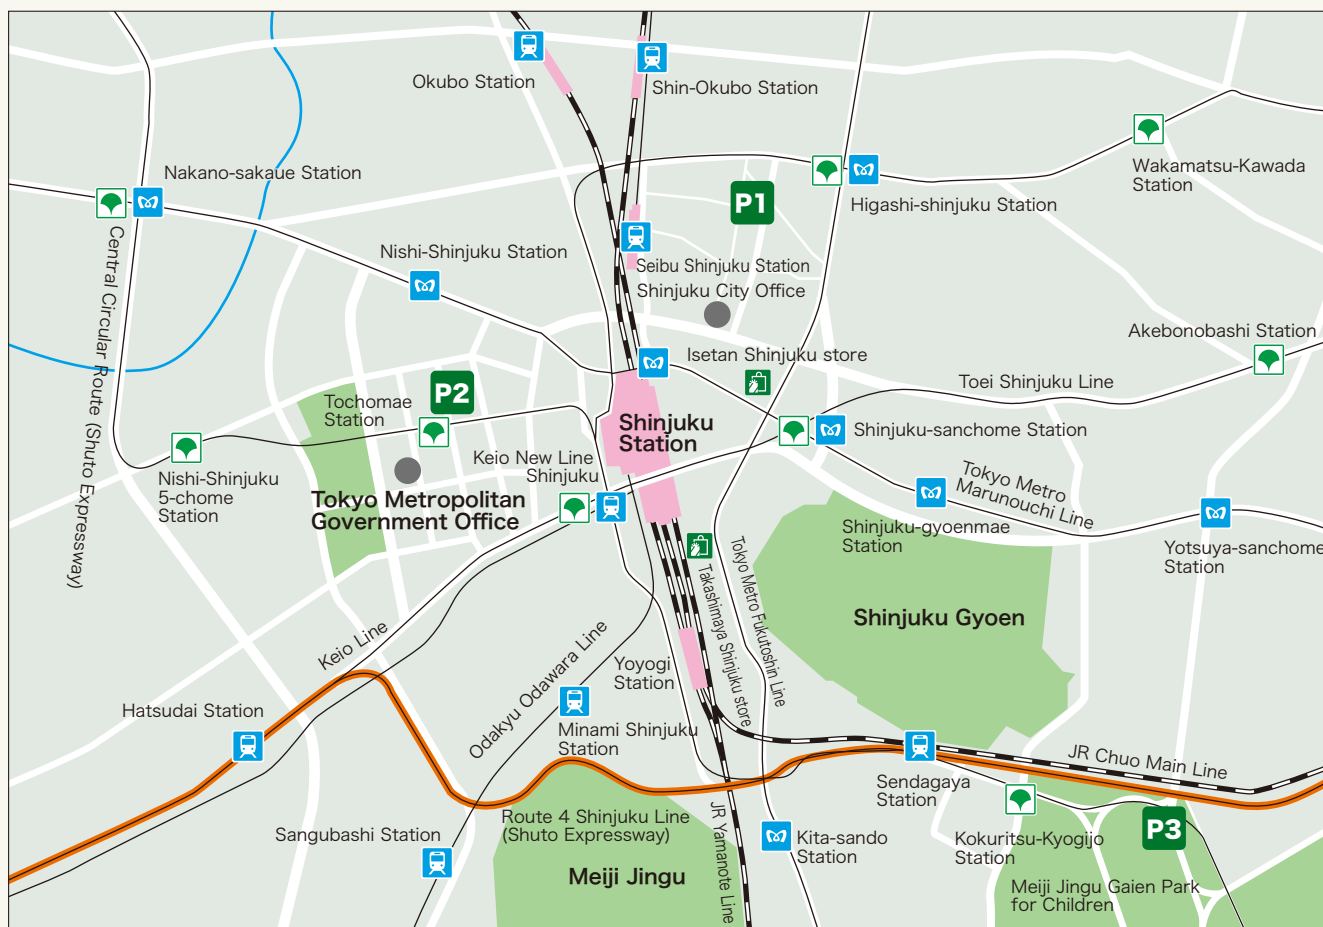 Okubo Station
Shin-Okubo Station
Wakamatsu-Kawada
Station
Nakano-sakaue Station
P1
Higashi-shinjuku Station
Nishi-Shinjuku Station
Seibu Shinjuku Station
Shinjuku City Office
Central Circular Route (Shuto Expressway)
Akebonobashi Station
Isetan Shinjuku store
Toei Shinjuku Line
P2
Tochomae
Station
Shinjuku
Station
Shinjuku-sanchome Station
Keio New Line
Shinjuku
Nishi-Shinjuku
5-chome
Station
Tokyo Metropolitan
Government Office
Tokyo Metro
Marunouchi Line
Shinjuku-gyoenmae
Station
Yotsuya-sanchome
Station
Takashimaya Shinjuku store
Tokyo Metro Fukutoshin Line
Shinjuku Gyoen
Keio Line
Odakyu Odawara Line
Yoyogi
Station
Hatsudai Station
Minami Shinjuku
Station
JR Chuo Main Line
Sendagaya
Station
Route 4 Shinjuku Line
(Shuto Expressway)
JR Yamanote Line
Sangubashi Station
Kita-sando
Station
Kokuritsu-Kyogijo
Station
P3
Meiji Jingu
Meiji Jingu Gaien Park
for Children